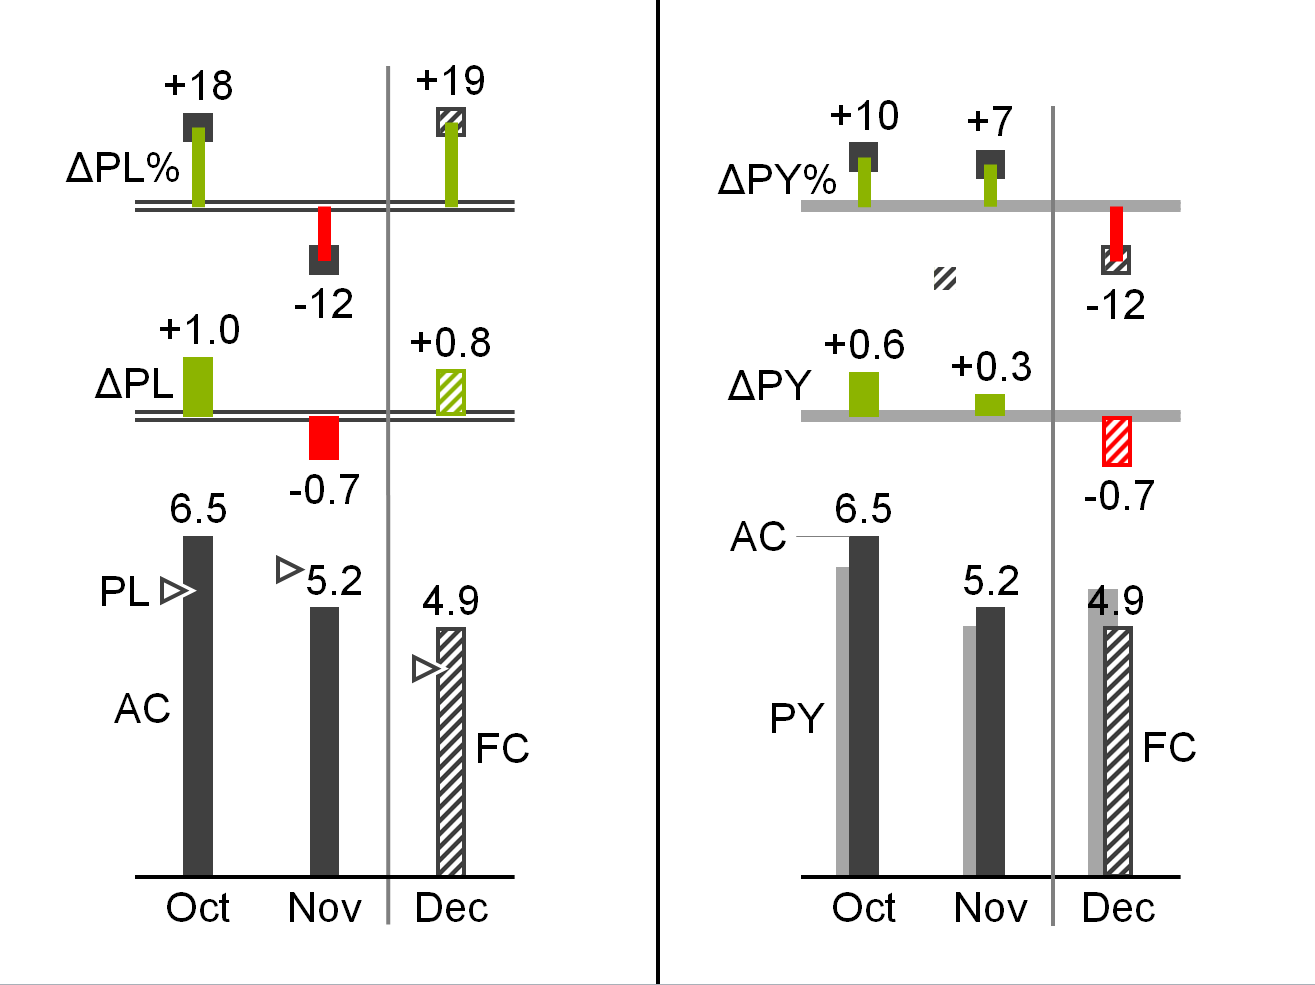 +18
+19
ΔPL%
-12
+1.0
+0.8
ΔPL
-0.7
6.5
PL
5.2
4.9
AC
FC
Oct Nov Dec
+10
+7
ΔPY%
-12
+0.6
+0.3
ΔPY
-0.7
6.5
AC
5.2
4.9
PY
FC
Oct Nov Dec